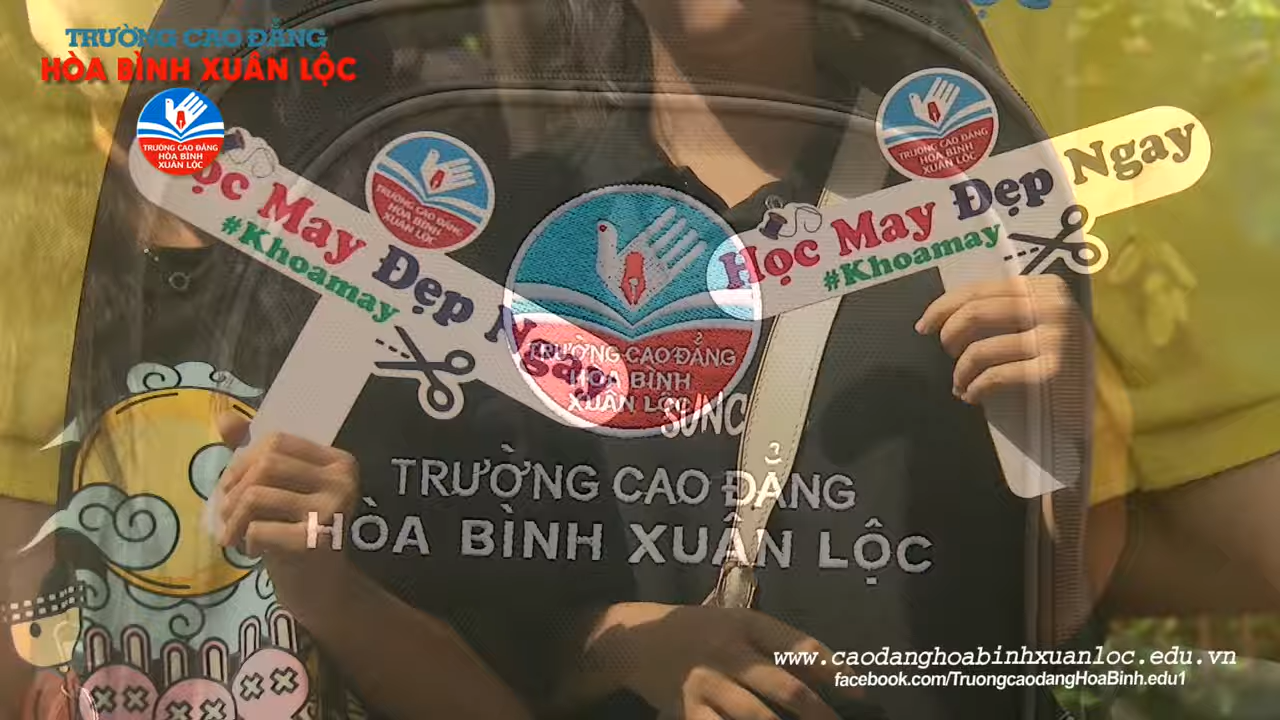 TRƯỜNG CAO ĐẲNG
HÒA BÌNH XUÂN LỘC
TRƯỜNG CAO ĐẲNG
HÒA BÌNH
XUÂN LỘC
Học May Đẹp Ngay
#Khoamay
TRƯỜNG CAO ĐẲNG
HÒA BÌNH
XUÂN LỘC
TRƯỜNG CAO ĐẲNG
HÒA BÌNH
XUÂN LỘC
Học May Đẹp Ngay
#Khoamay
TRƯỜNG CAO ĐẲNG
HÒA BÌNH
XUÂN LỘC
TRƯỜNG CAO ĐẲNG
HÒA BÌNH XUÂN LỘC
www.caodanghoabinhxuanloc.edu.vn
facebook.com/TruongcaodangHoaBinh.edu1